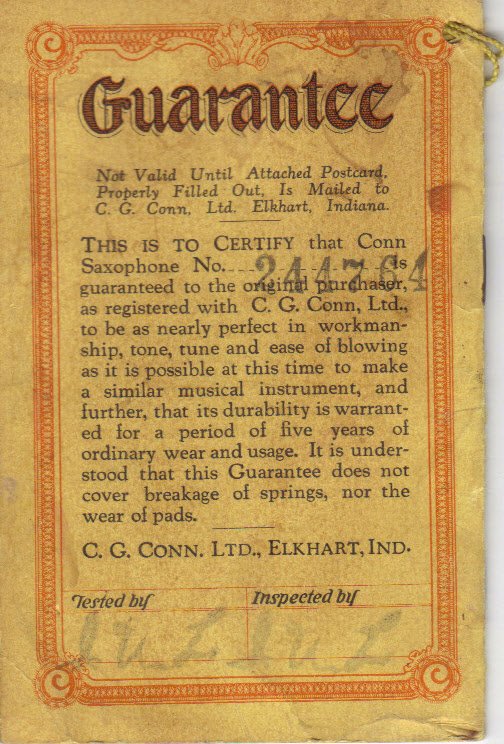 Guarantee
Not Valid Until Attached Postcard,
Properly Filled Out, Is Mailed to
C. G. Conn, Ltd. Elkhart, Indiana.
THIS IS TO CERTIFY that Conn
Saxophone No. 244764 is
guaranteed to the original purchaser,
as registered with C. G. Conn, Ltd.,
to be as nearly perfect in workman-
ship, tone, tune and ease of blowing
as it is possible at this time to make
a similar musical instrument, and
further, that its durability is warrant-
ed for a period of five years of
ordinary wear and usage. It is under-
stood that this Guarantee does not
cover breakage of springs, nor the
wear of pads.
C. G. CONN. LTD., ELKHART, IND.
Tested by Inspected by